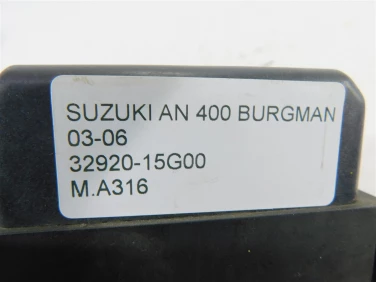 SUZUKI AN 400 BURGMAN
03-06
32920-15G00
M.A316